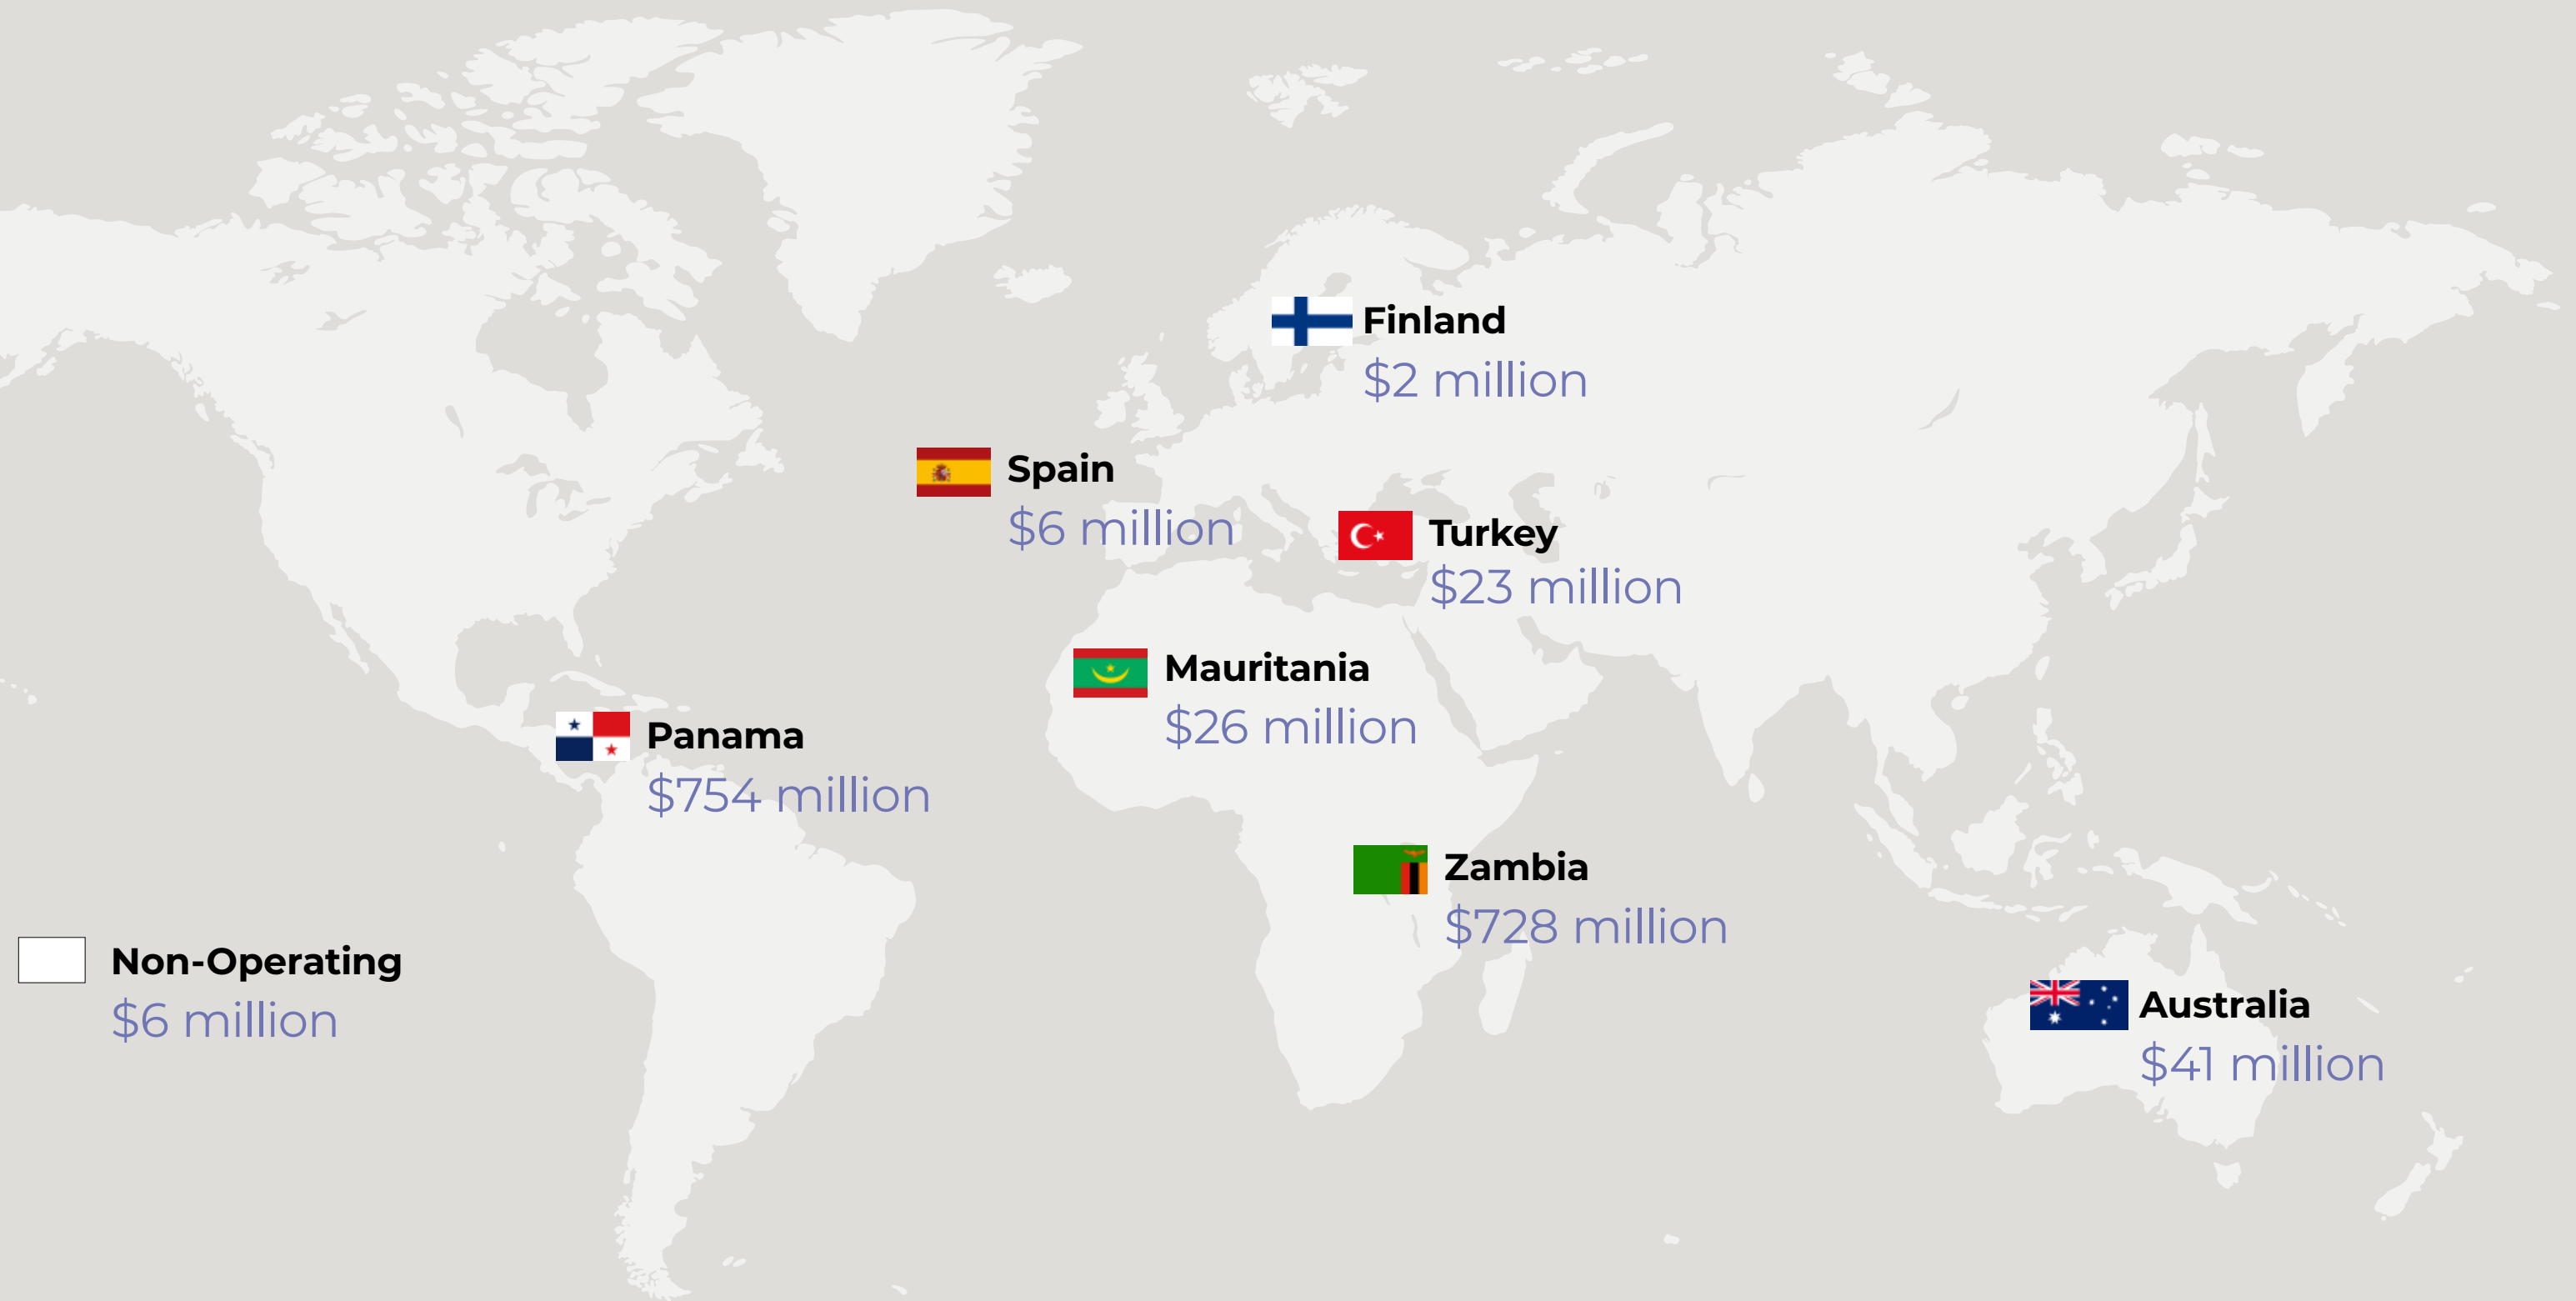 Finland
$2 million
Spain
$6 million
Turkey
$23 million
Mauritania
$26 million
Panama
$754 million
Zambia
$728 million
Non-Operating
$6 million
Australia
$41 million